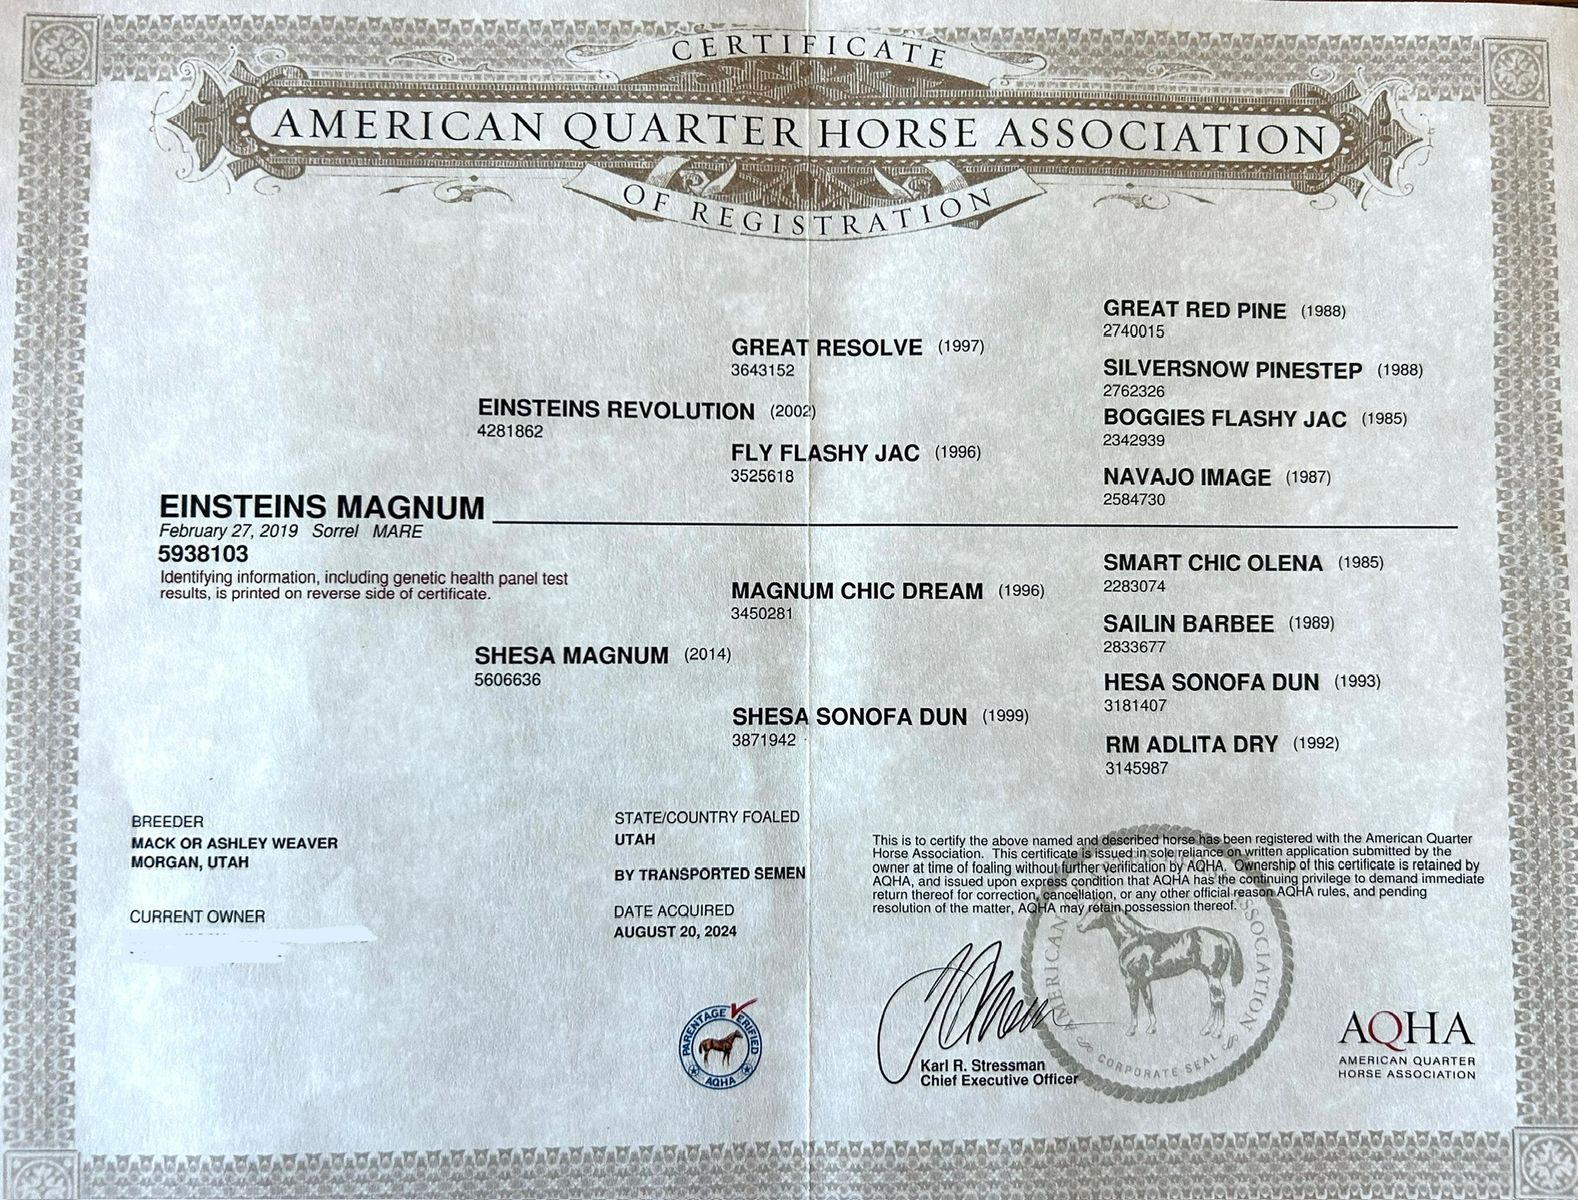 CERTIFICATE
AMERICAN QUARTER HORSE ASSOCIATION
OF REGISTRATION
GREAT RED PINE (1988)
2740015
GREAT RESOLVE (1997)
3643152
SILVERSNOW PINESTEP (1988)
2762326
EINSTEINS REVOLUTION (2002)
4281862
BOGGIES FLASHY JAC (1985)
2342939
FLY FLASHY JAC (1996)
3525618
NAVAJO IMAGE (1987)
2584730
EINSTEINS MAGNUM
February 27, 2019 Sorrel MARE
5938103
Identifying information, including genetic health panel test
results, is printed on reverse side of certificate.
SMART CHIC OLENA (1985)
2283074
MAGNUM CHIC DREAM (1996)
3450281
SAILIN BARBEE (1989)
2833677
SHESA MAGNUM (2014)
5606636
HESA SONOFA DUN (1993)
3181407
SHESA SONOFA DUN (1999)
3871942
RM ADLITA DRY (1992)
3145987
BREEDER
MACK OR ASHLEY WEAVER
MORGAN, UTAH
CURRENT OWNER
STATE/COUNTRY FOALED
UTAH
BY TRANSPORTED SEMEN
DATE ACQUIRED
AUGUST 20, 2024
This is to certify the above named and described horse has been registered with the American Quarter
Horse Association. This certificate is issued in sole reliance on written application submitted by the
owner at time of foaling without further verification by AQHA. Ownership of this certificate is retained by
AQHA, and issued upon express condition that AQHA has the continuing privilege to demand immediate
return thereof for correction, cancellation, or any other official reason AQHA rules, and pending
resolution of the matter, AQHA may retain possession thereof.
PARENTAGE VERIFIED
AQHA
Karl R. Stressman
Chief Executive Officer
AMERICAN ASSOCIATION
CORPORATE SEAL
AQHA
AMERICAN QUARTER
HORSE ASSOCIATION